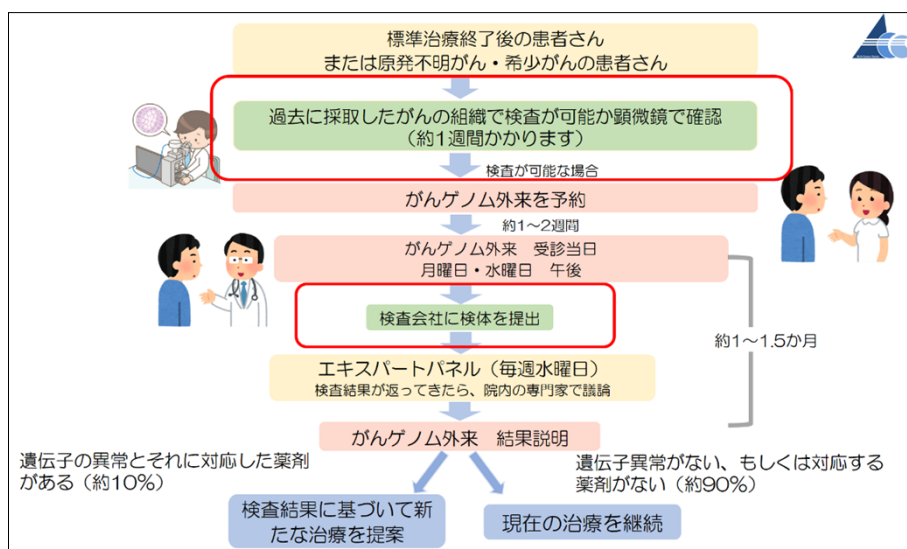 標準治療終了後の患者さん
または原発不明がん・希少がんの患者さん
過去に採取したがんの組織で検査が可能か顕微鏡で確認
（約1週間かかります）
検査が可能な場合
がんゲノム外来を予約
約1～2週間
がんゲノム外来　受診当日
月曜日・水曜日　午後
検査会社に検体を提出
約1～1.5か月
エキスパートパネル（毎週水曜日）
検査結果が返ってきたら、院内の専門家で議論
がんゲノム外来　結果説明
遺伝子の異常とそれに対応した薬剤
がある（約10%）
遺伝子異常がない、もしくは対応する
薬剤がない（約90%）
検査結果に基づいて新
たな治療を提案
現在の治療を継続